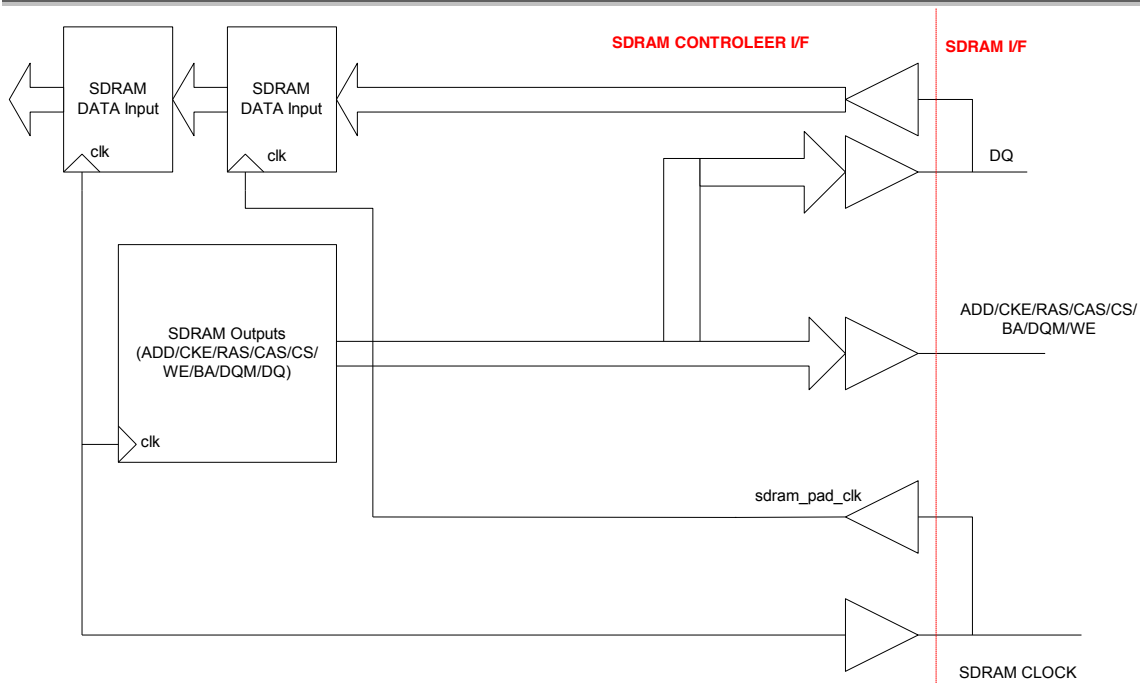 SDRAM CONTROLEER I/F
SDRAM I/F
SDRAM
DATA Input
clk
SDRAM
DATA Input
clk
DQ
SDRAM Outputs
(ADD/CKE/RAS/CAS/CS/
WE/BA/DQM/DQ)
clk
ADD/CKE/RAS/CAS/CS/
BA/DQM/WE
sdram_pad_clk
SDRAM CLOCK